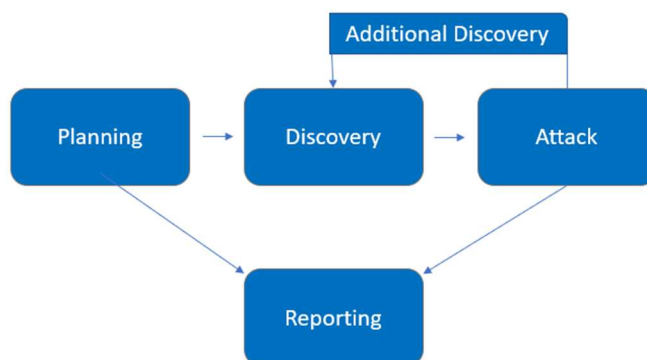 Additional Discovery
Planning
Discovery
Attack
Reporting